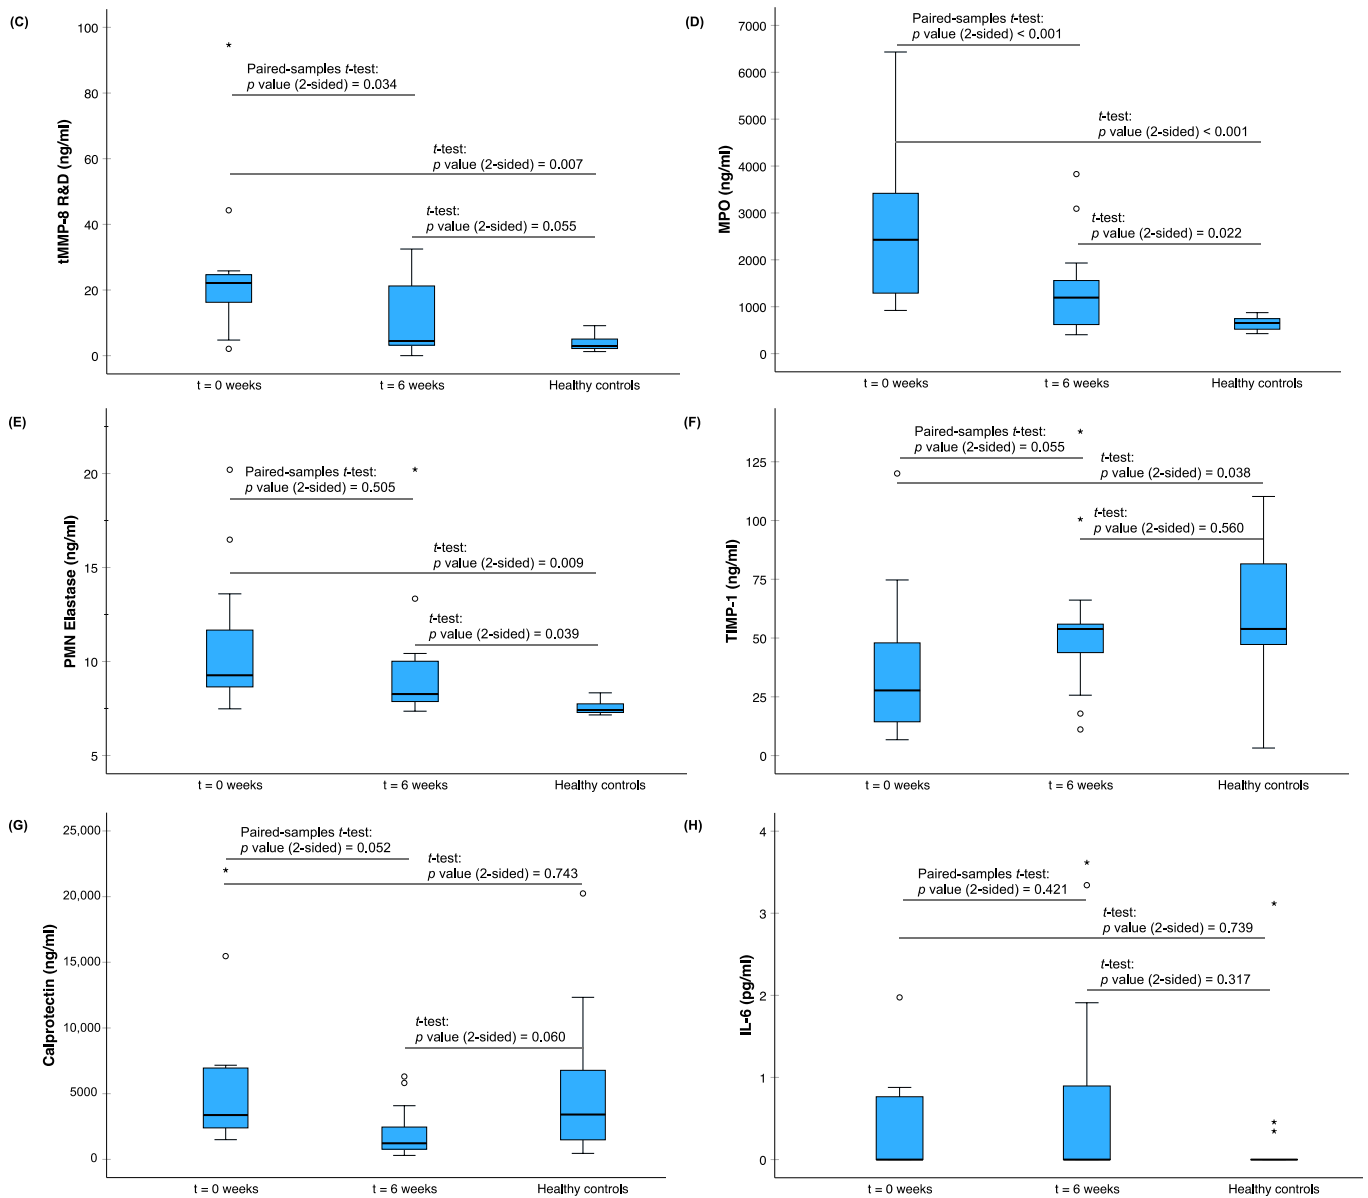 (C)
tMMP-8 R&D (ng/ml)
100
80
60
40
20
0
*
Paired-samples t-test:
p value (2-sided) = 0.034
t-test:
p value (2-sided) = 0.007
t-test:
p value (2-sided) = 0.055
t = 0 weeks
t = 6 weeks
Healthy controls
(D)
MPO (ng/ml)
7000
6000
5000
4000
3000
2000
1000
0
Paired-samples t-test:
p value (2-sided) < 0.001
t-test:
p value (2-sided) < 0.001
t-test:
p value (2-sided) = 0.022
t = 0 weeks
t = 6 weeks
Healthy controls
(E)
PMN Elastase (ng/ml)
20
15
10
5
Paired-samples t-test:
p value (2-sided) = 0.505
*
t-test:
p value (2-sided) = 0.009
t-test:
p value (2-sided) = 0.039
t = 0 weeks
t = 6 weeks
Healthy controls
(F)
TIMP-1 (ng/ml)
125
100
75
50
25
0
Paired-samples t-test:
p value (2-sided) = 0.055
*
t-test:
p value (2-sided) = 0.038
t-test:
*
p value (2-sided) = 0.560
t = 0 weeks
t = 6 weeks
Healthy controls
(G)
Calprotectin (ng/ml)
25,000
20,000
15,000
10,000
5000
0
Paired-samples t-test:
p value (2-sided) = 0.052
*
t-test:
p value (2-sided) = 0.743
t-test:
p value (2-sided) = 0.060
t = 0 weeks
t = 6 weeks
Healthy controls
(H)
IL-6 (pg/ml)
4
3
2
1
0
*
Paired-samples t-test:
p value (2-sided) = 0.421
*
t-test:
p value (2-sided) = 0.739
t-test:
p value (2-sided) = 0.317
*
*
t = 0 weeks
t = 6 weeks
Healthy controls